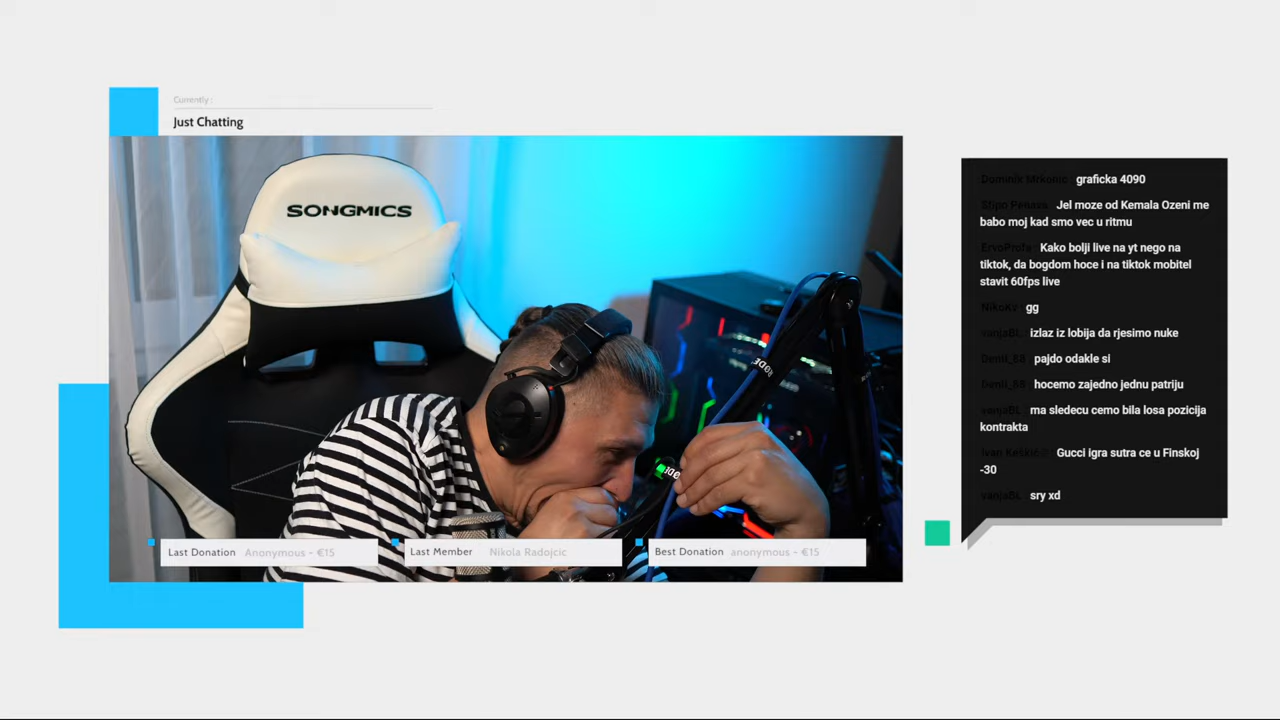 Currently :
Just Chatting
SONGMICS
RODE
RODE
Last Donation Anonymous - €15
Last Member Nikola Radojcic
Best Donation anonymous - €15
Dominik Mrkonic graficka 4090
Stipo Penava Jel moze od Kemala Ozeni me
babo moj kad smo vec u ritmu
ErvoProfa Kako bolji live na yt nego na
tiktok, da bogdom hoce i na tiktok mobitel
stavit 60fps live
NikoKv gg
vanjaBL izlaz iz lobija da rjesimo nuke
pajdo odakle si
hocemo zajedno jednu patriju
vanjaBL ma sledecu cemo bila losa pozicija
kontrakta
Ivan Keskic Gucci igra sutra ce u Finskoj
-30
vanjaBL sry xd